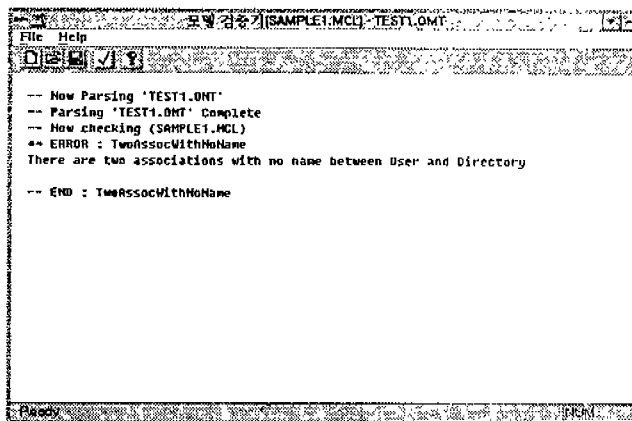 모델 검증기[SAMPLE1.MCL] - TEST1.OMT
File Help
-- Now Parsing 'TEST1.OMT'
-- Parsing 'TEST1.OMT' Complete
-- Now checking (SAMPLE1.MCL)
** ERROR : TwoAssocWithNoName
There are two associations with no name between User and Directory
-- END : TwoAssocWithNoName
Ready
NUM